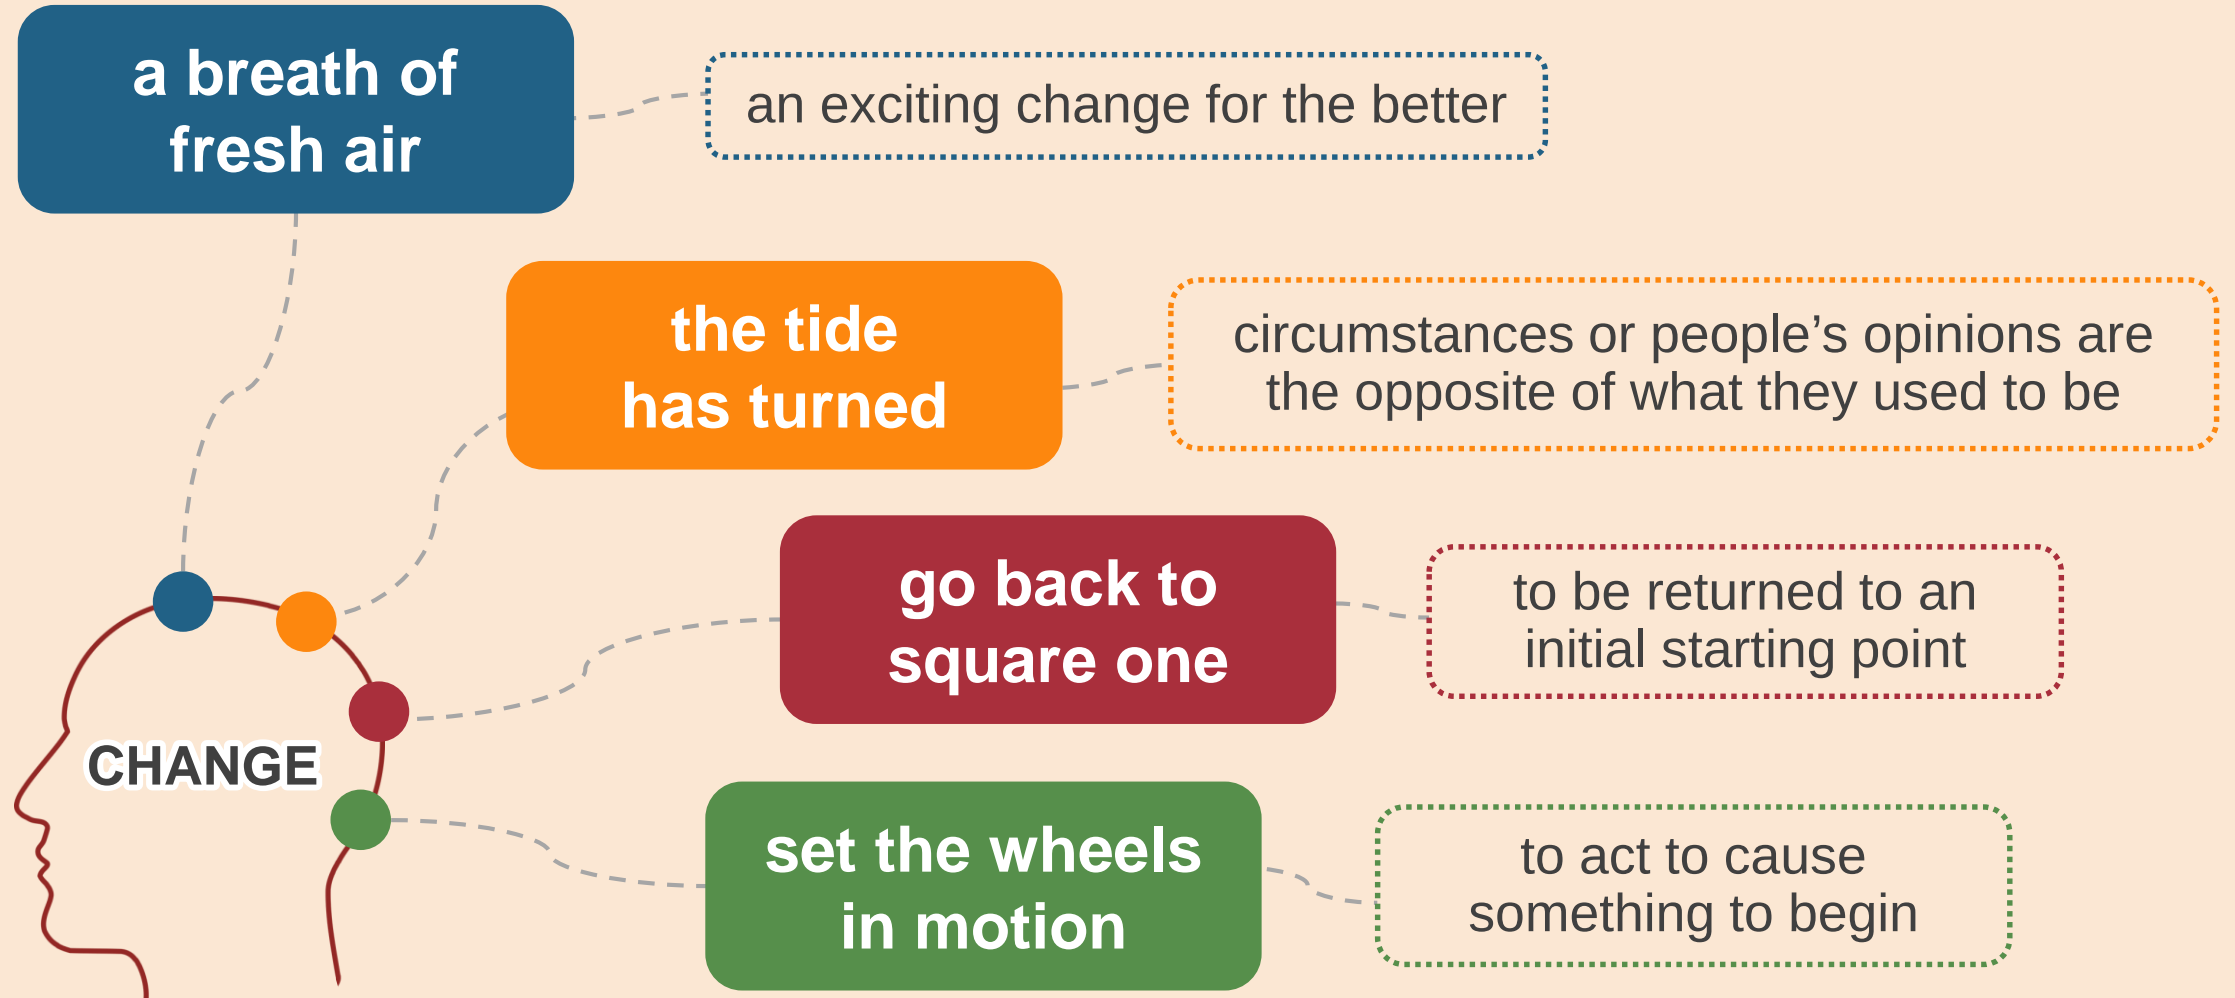 a breath of
fresh air
an exciting change for the better
the tide
has turned
circumstances or people’s opinions are
the opposite of what they used to be
go back to
square one
to be returned to an
initial starting point
CHANGE
set the wheels
in motion
to act to cause
something to begin